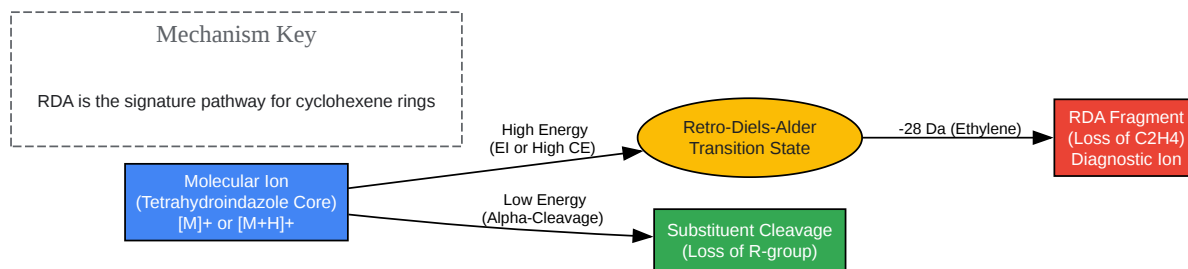 Mechanism Key
RDA is the signature pathway for cyclohexene rings
Molecular Ion
(Tetrahydroindazole Core)
[M]+ or [M+H]+
High Energy
(EI or High CE)
Low Energy
(Alpha-Cleavage)
Retro-Diels-Alder
Transition State
Substituent Cleavage
(Loss of R-group)
-28 Da (Ethylene)
RDA Fragment
(Loss of C2H4)
Diagnostic Ion